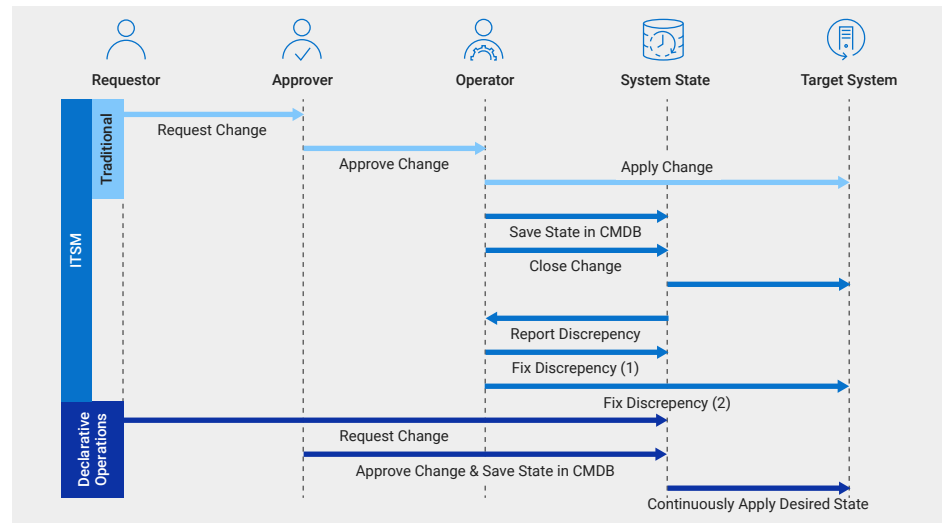 Requestor
Approver
Operator
System State
Target System
ITSM
Traditional
Request Change
Approve Change
Apply Change
Save State in CMDB
Close Change
Report Discrepency
Fix Discrepency (1)
Fix Discrepency (2)
Declarative
Operations
Request Change
Approve Change & Save State in CMDB
Continuously Apply Desired State